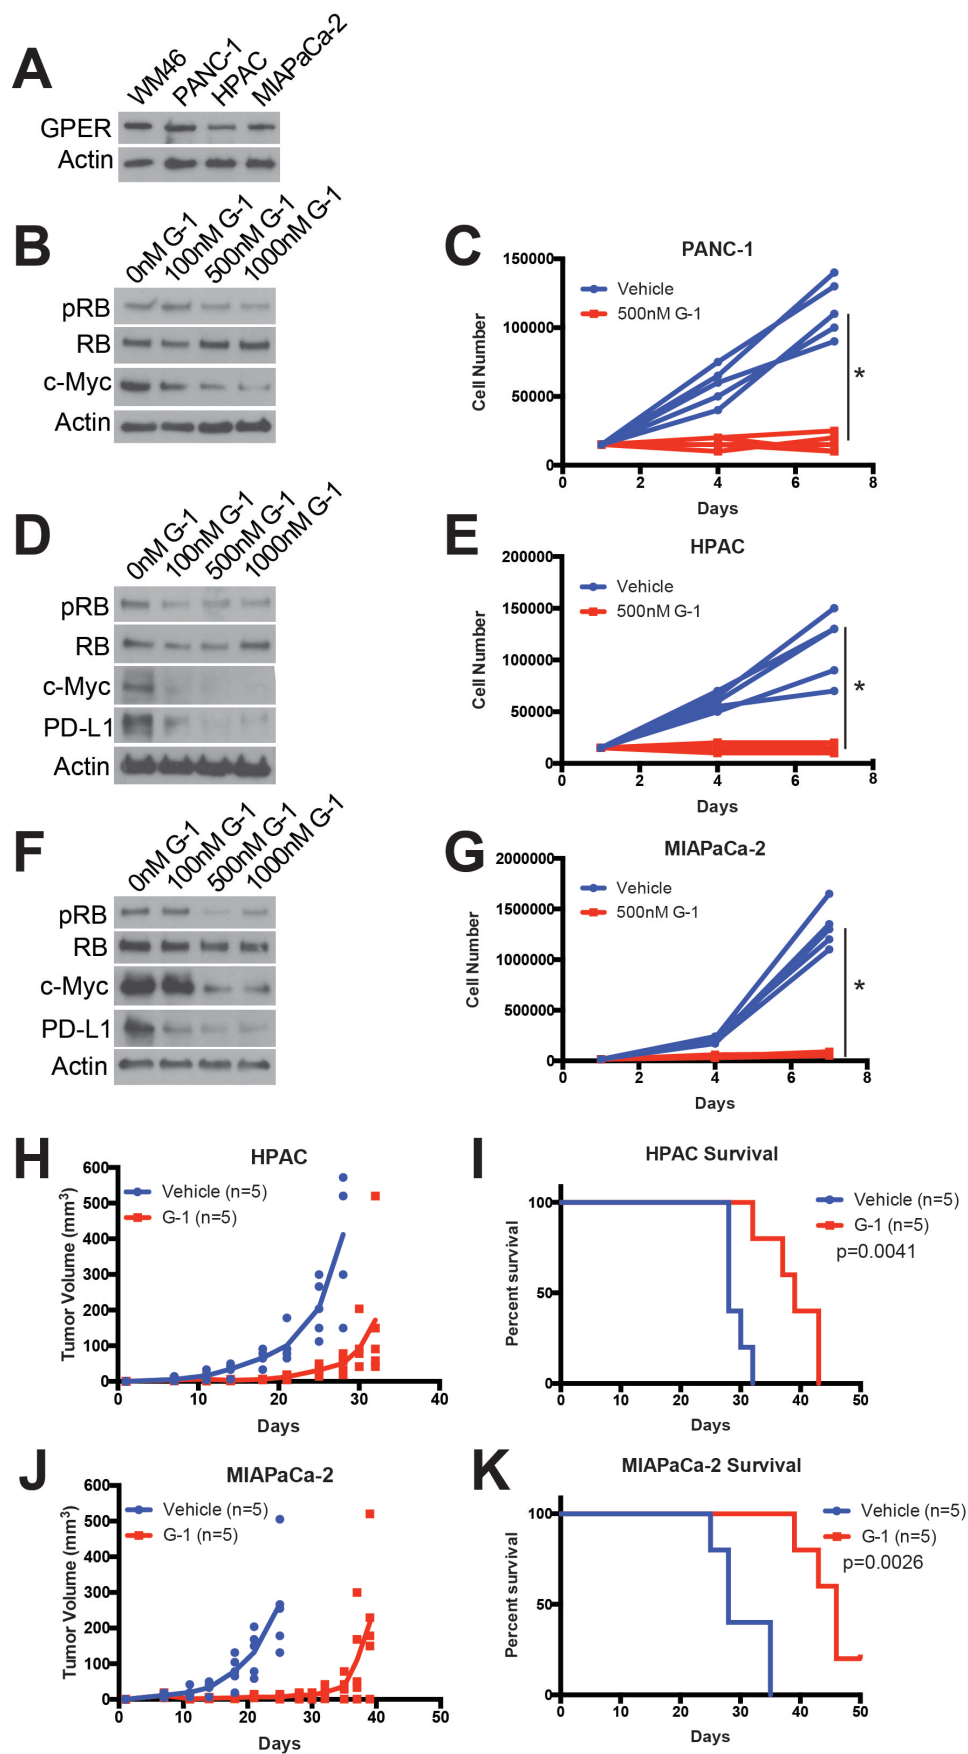 A
WM46
PANC-1
HPAC
MIAPaCa-2
GPER
Actin
B
0nM G-1
100nM G-1
500nM G-1
1000nM G-1
pRB
RB
c-Myc
Actin
C
PANC-1
Vehicle
500nM G-1
150000
100000
50000
0
Cell Number
*
0 2 4 6 8
Days
D
0nM G-1
100nM G-1
500nM G-1
1000nM G-1
pRB
RB
c-Myc
PD-L1
Actin
E
HPAC
Vehicle
500nM G-1
200000
150000
100000
50000
0
Cell Number
*
0 2 4 6 8
Days
F
0nM G-1
100nM G-1
500nM G-1
1000nM G-1
pRB
RB
c-Myc
PD-L1
Actin
G
MIAPaCa-2
Vehicle
500nM G-1
2000000
1500000
1000000
500000
0
Cell Number
*
0 2 4 6 8
Days
H
HPAC
Vehicle (n=5)
G-1 (n=5)
600
500
400
300
200
100
0
Tumor Volume (mm3)
0 10 20 30 40
Days
I
HPAC Survival
Vehicle (n=5)
G-1 (n=5)
p=0.0041
100
50
0
Percent survival
0 10 20 30 40 50
Days
J
MIAPaCa-2
Vehicle (n=5)
G-1 (n=5)
600
500
400
300
200
100
0
Tumor Volume (mm3)
0 10 20 30 40 50
Days
K
MIAPaCa-2 Survival
Vehicle (n=5)
G-1 (n=5)
p=0.0026
100
50
0
Percent survival
0 10 20 30 40 50
Days